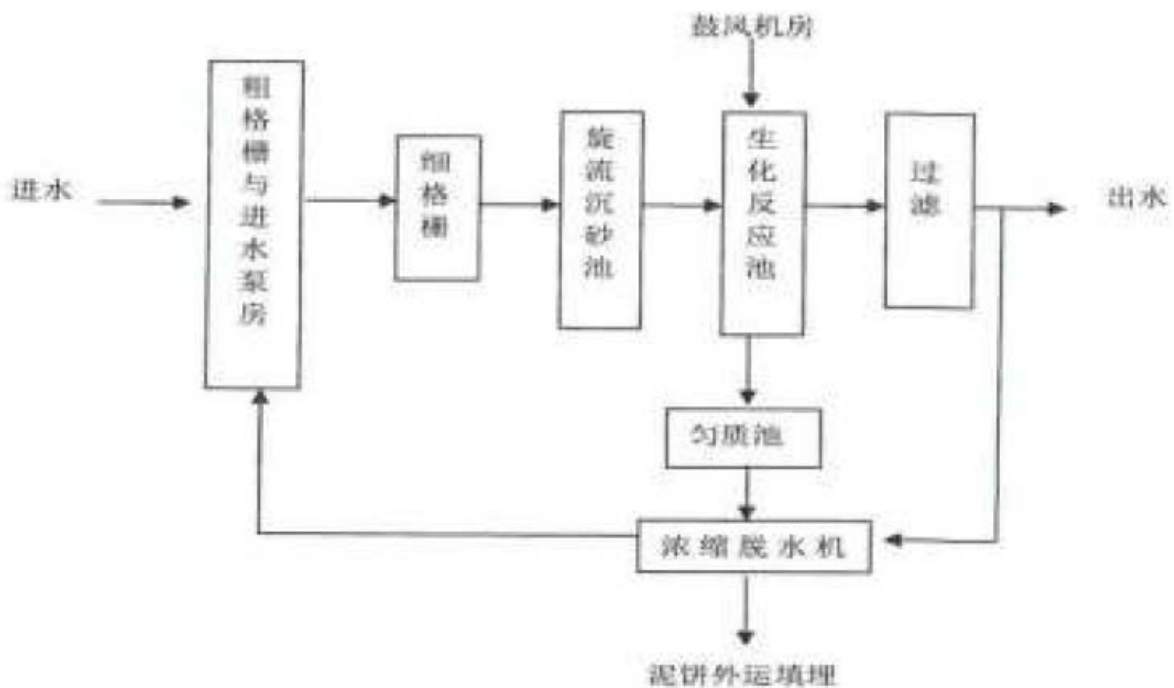 鼓风机房
进水
粗格栅与进水泵房
细格栅
旋流沉砂池
生化反应池
过滤
出水
匀质池
浓缩脱水机
泥饼外运填埋